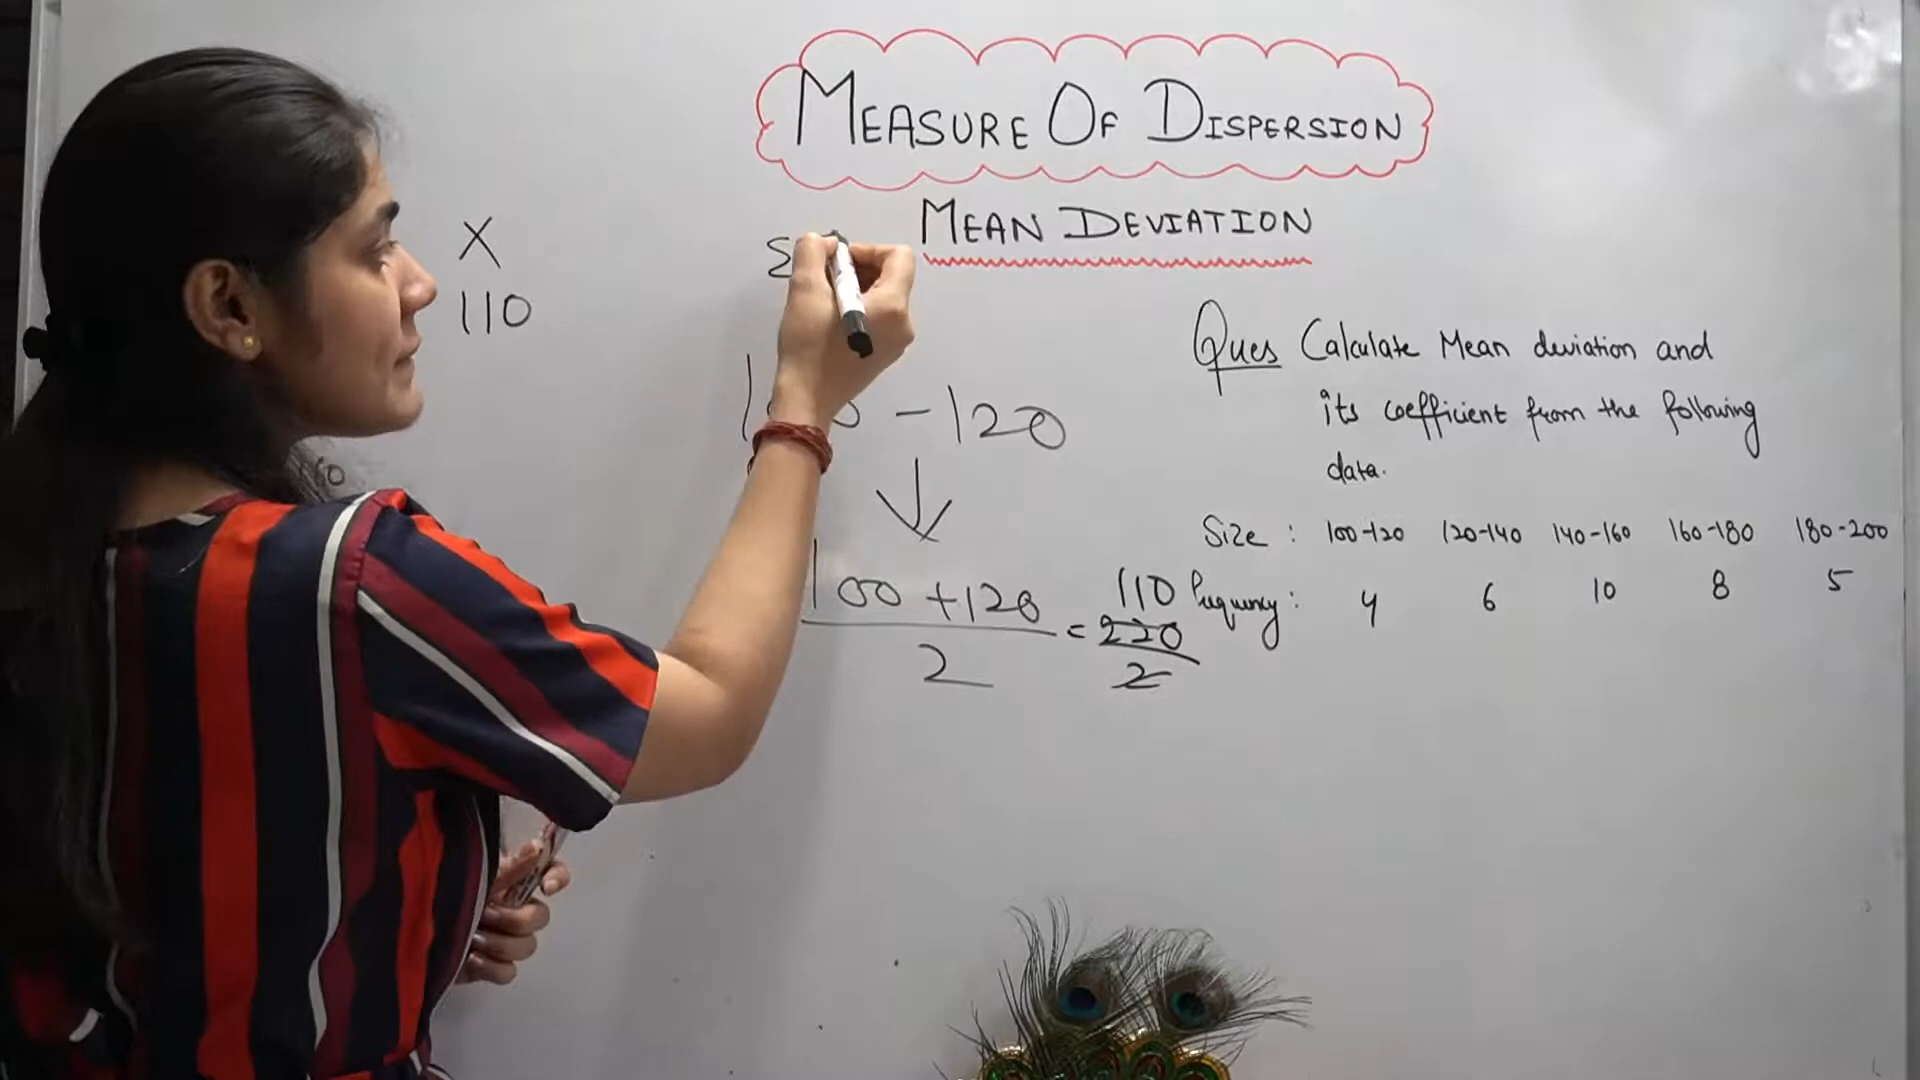 MEASURE OF DISPERSION
MEAN DEVIATION
X
110
Σ
- 120
100 + 120
2
=
110
220
2
Ques Calculate Mean deviation and
its coefficient from the following
data.
Size : 100-120 120-140 140-160 160-180 180-200
frequency : 4 6 10 8 5